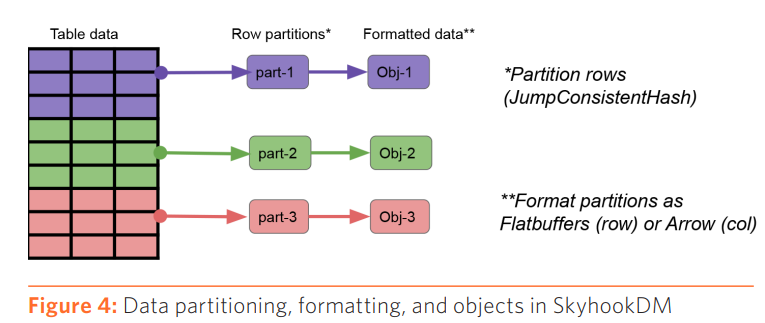 Table data
Row partitions*
Formatted data**
part-1
Obj-1
*Partition rows
(JumpConsistentHash)
part-2
Obj-2
part-3
Obj-3
**Format partitions as
Flatbuffers (row) or Arrow (col)
Figure 4: Data partitioning, formatting, and objects in SkyhookDM